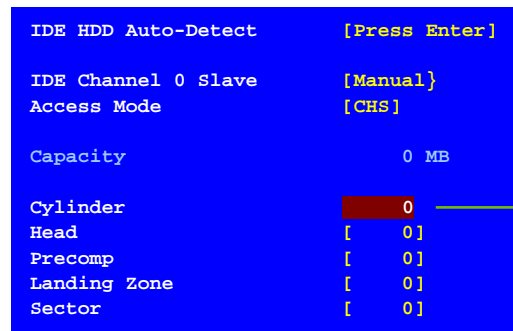 IDE HDD Auto-Detect [Press Enter]
IDE Channel 0 Slave [Manual}
Access Mode [CHS]
Capacity 0 MB
Cylinder 0
Head [ 0]
Precomp [ 0]
Landing Zone [ 0]
Sector [ 0]